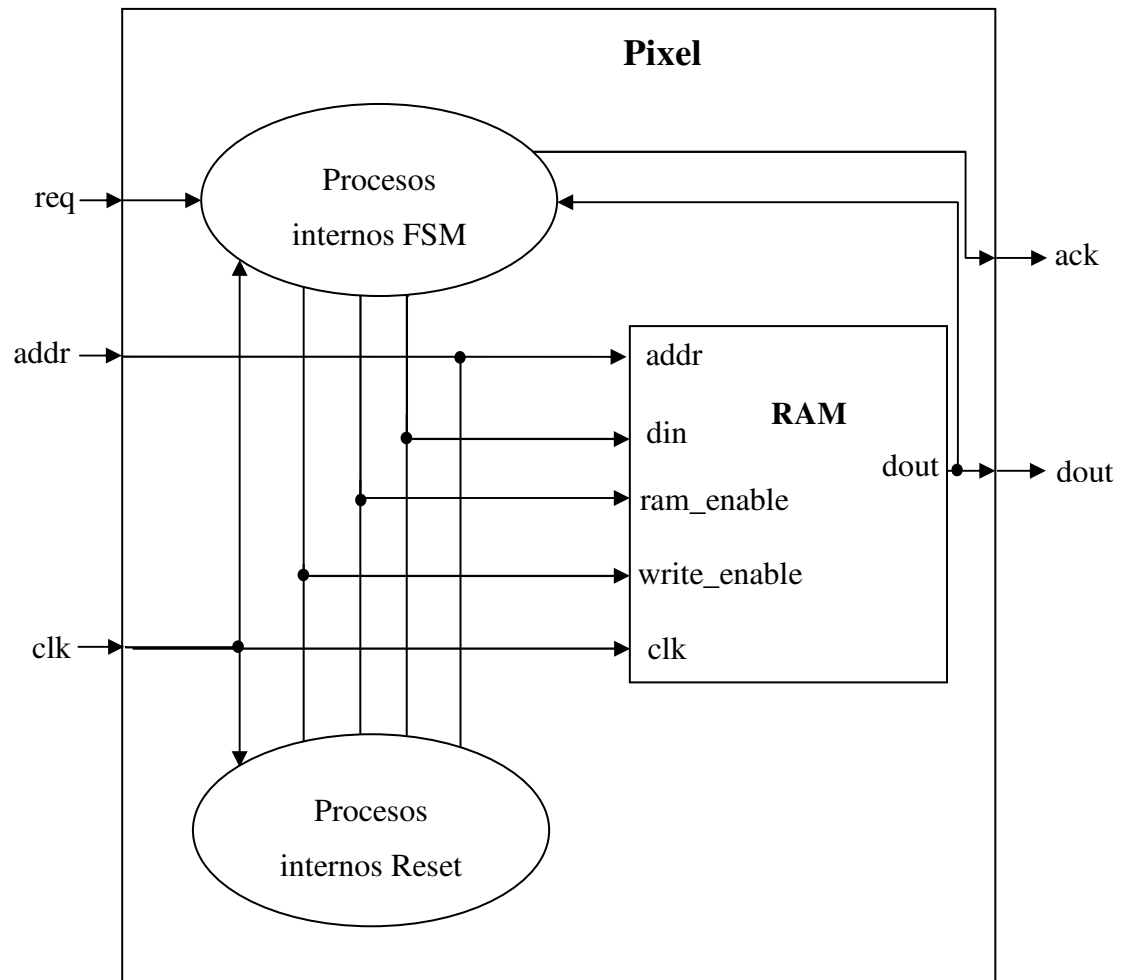 Pixel
Procesos
internos FSM
req
ack
addr
addr
RAM
din
dout
dout
ram_enable
write_enable
clk
clk
Procesos
internos Reset